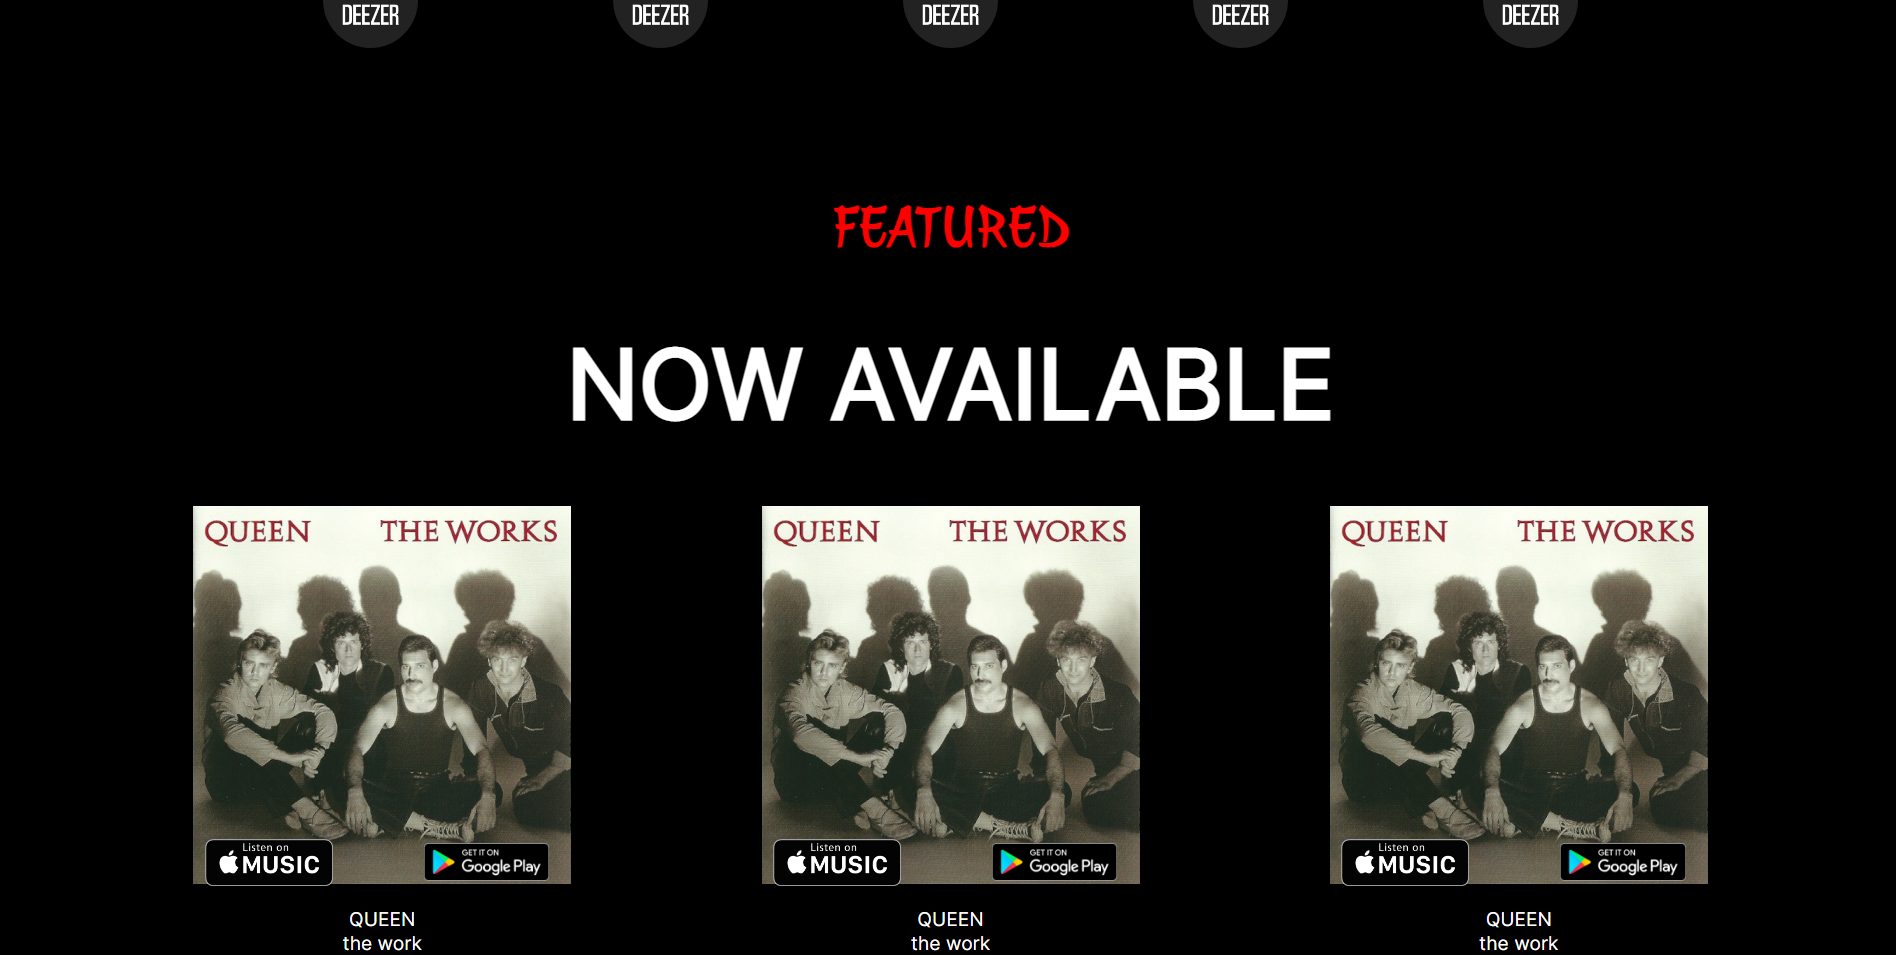 DEEZER DEEZER DEEZER DEEZER DEEZER
FEATURED
NOW AVAILABLE
QUEEN THE WORKS QUEEN THE WORKS QUEEN THE WORKS
Listen on GET IT ON Listen on GET IT ON Listen on GET IT ON
MUSIC Google Play MUSIC Google Play MUSIC Google Play
QUEEN QUEEN QUEEN
the work the work the work